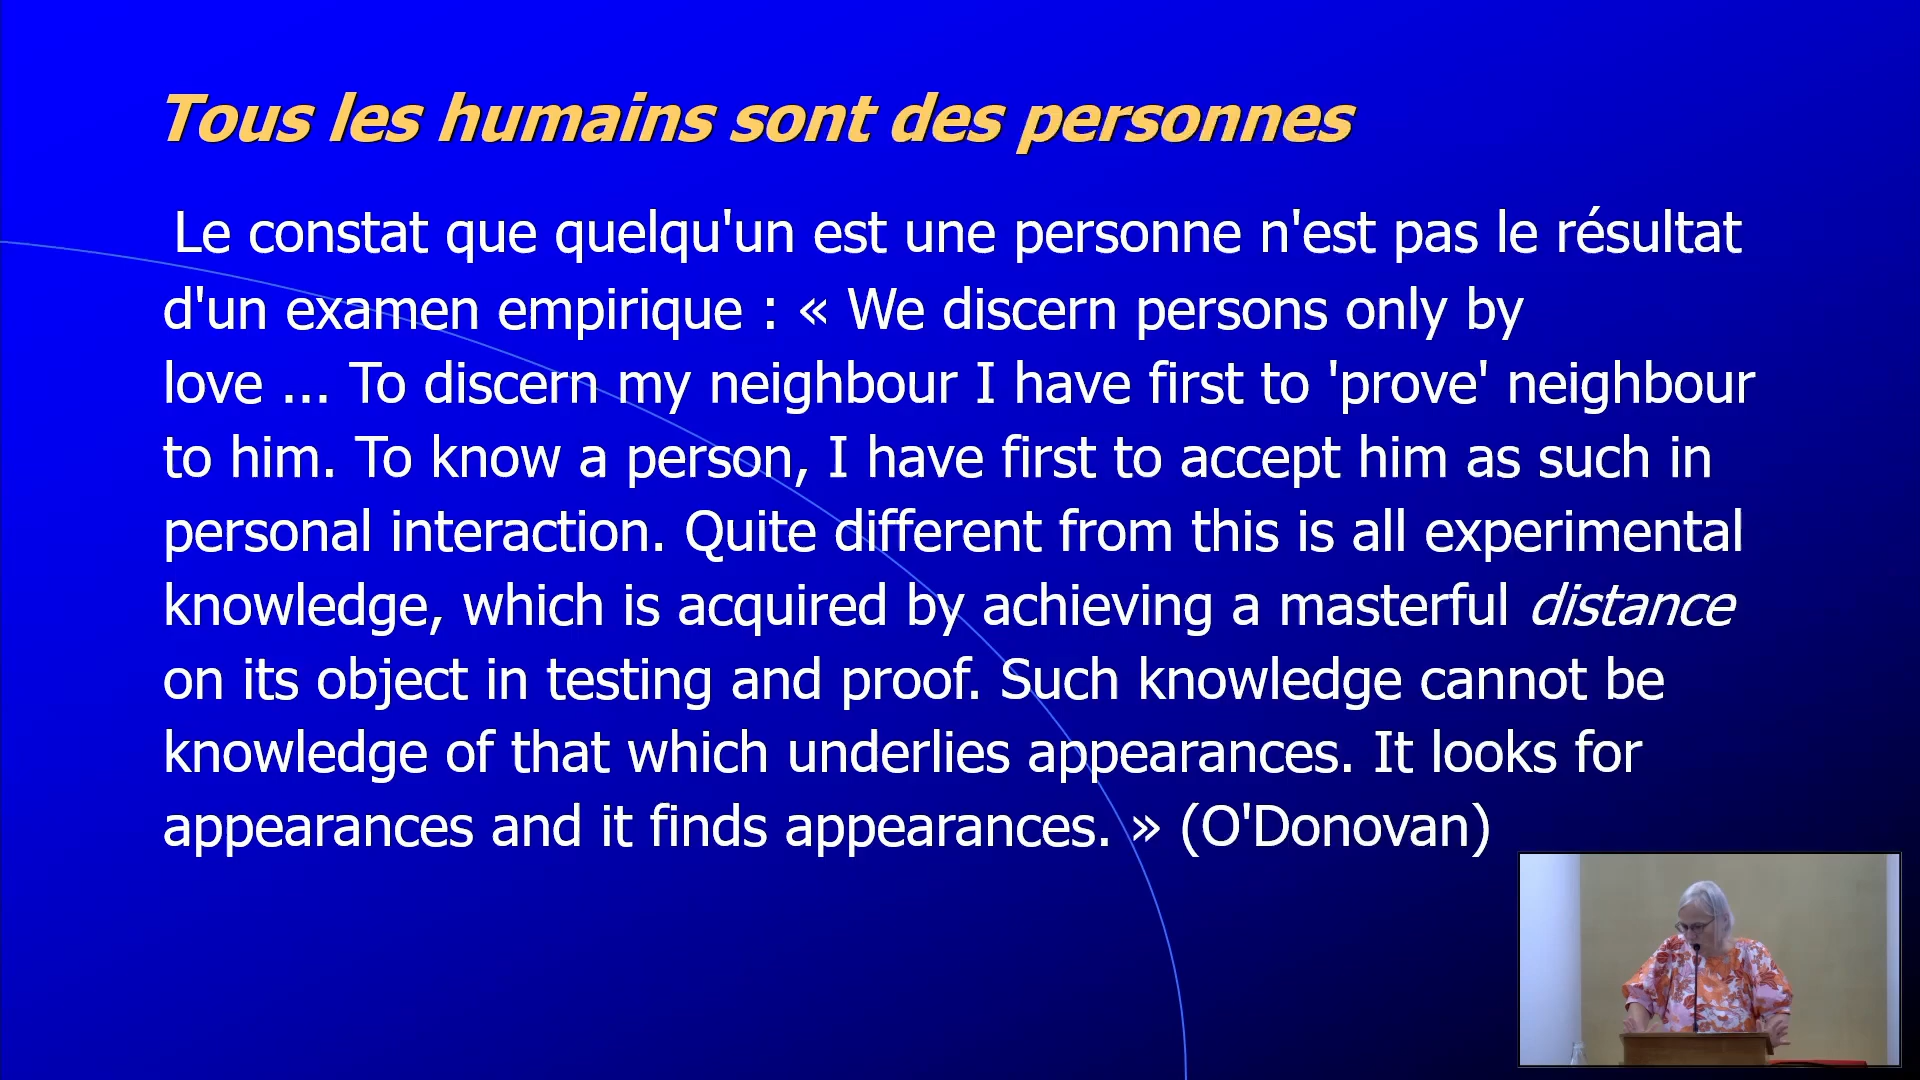 Tous les humains sont des personnes
Le constat que quelqu'un est une personne n'est pas le résultat
d'un examen empirique : « We discern persons only by
love ... To discern my neighbour I have first to 'prove' neighbour
to him. To know a person, I have first to accept him as such in
personal interaction. Quite different from this is all experimental
knowledge, which is acquired by achieving a masterful distance
on its object in testing and proof. Such knowledge cannot be
knowledge of that which underlies appearances. It looks for
appearances and it finds appearances. » (O'Donovan)